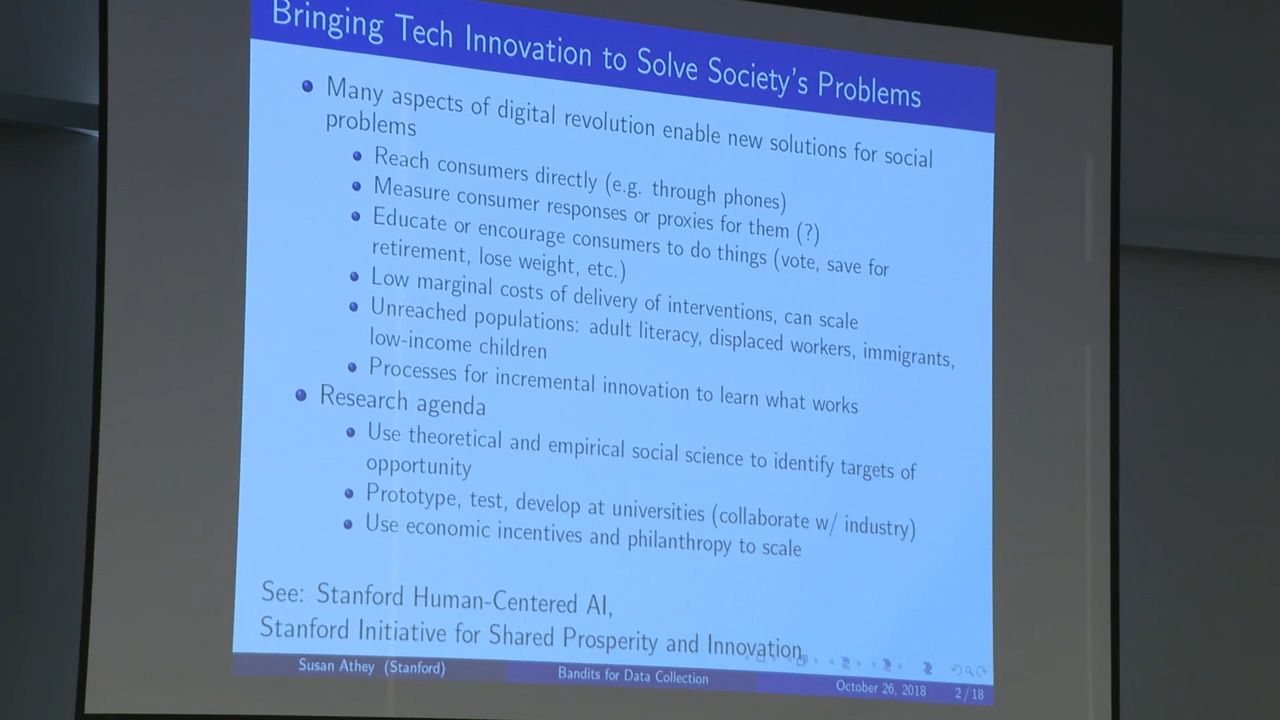 Bringing Tech Innovation to Solve Society's Problems
Many aspects of digital revolution enable new solutions for social
problems
Reach consumers directly (e.g. through phones)
Measure consumer responses or proxies for them (?)
Educate or encourage consumers to do things (vote, save for
retirement, lose weight, etc.)
Low marginal costs of delivery of interventions, can scale
Unreached populations: adult literacy, displaced workers, immigrants,
low-income children
Processes for incremental innovation to learn what works
Research agenda
Use theoretical and empirical social science to identify targets of
opportunity
Prototype, test, develop at universities (collaborate w/ industry)
Use economic incentives and philanthropy to scale
See: Stanford Human-Centered AI,
Stanford Initiative for Shared Prosperity and Innovation
Susan Athey (Stanford)
Bandits for Data Collection
October 26, 2018
2 / 18